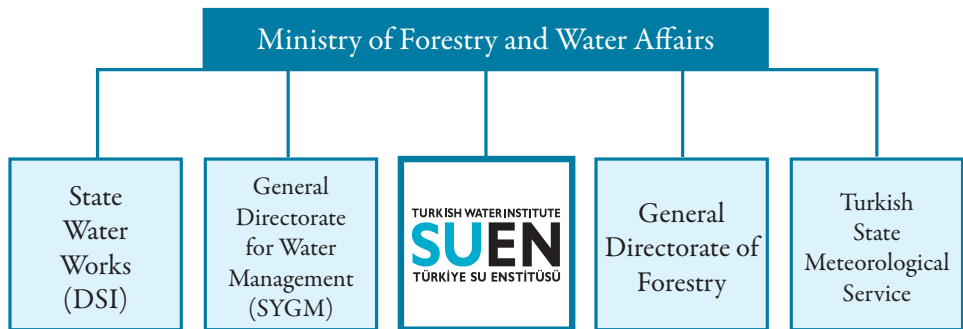 Ministry of Forestry and Water Affairs
State
Water
Works
(DSI)
General
Directorate
for Water
Management
(SYGM)
TURKISH WATER INSTITUTE
SUEN
TÜRKİYE SU ENSTİTÜSÜ
General
Directorate of
Forestry
Turkish
State
Meteorological
Service